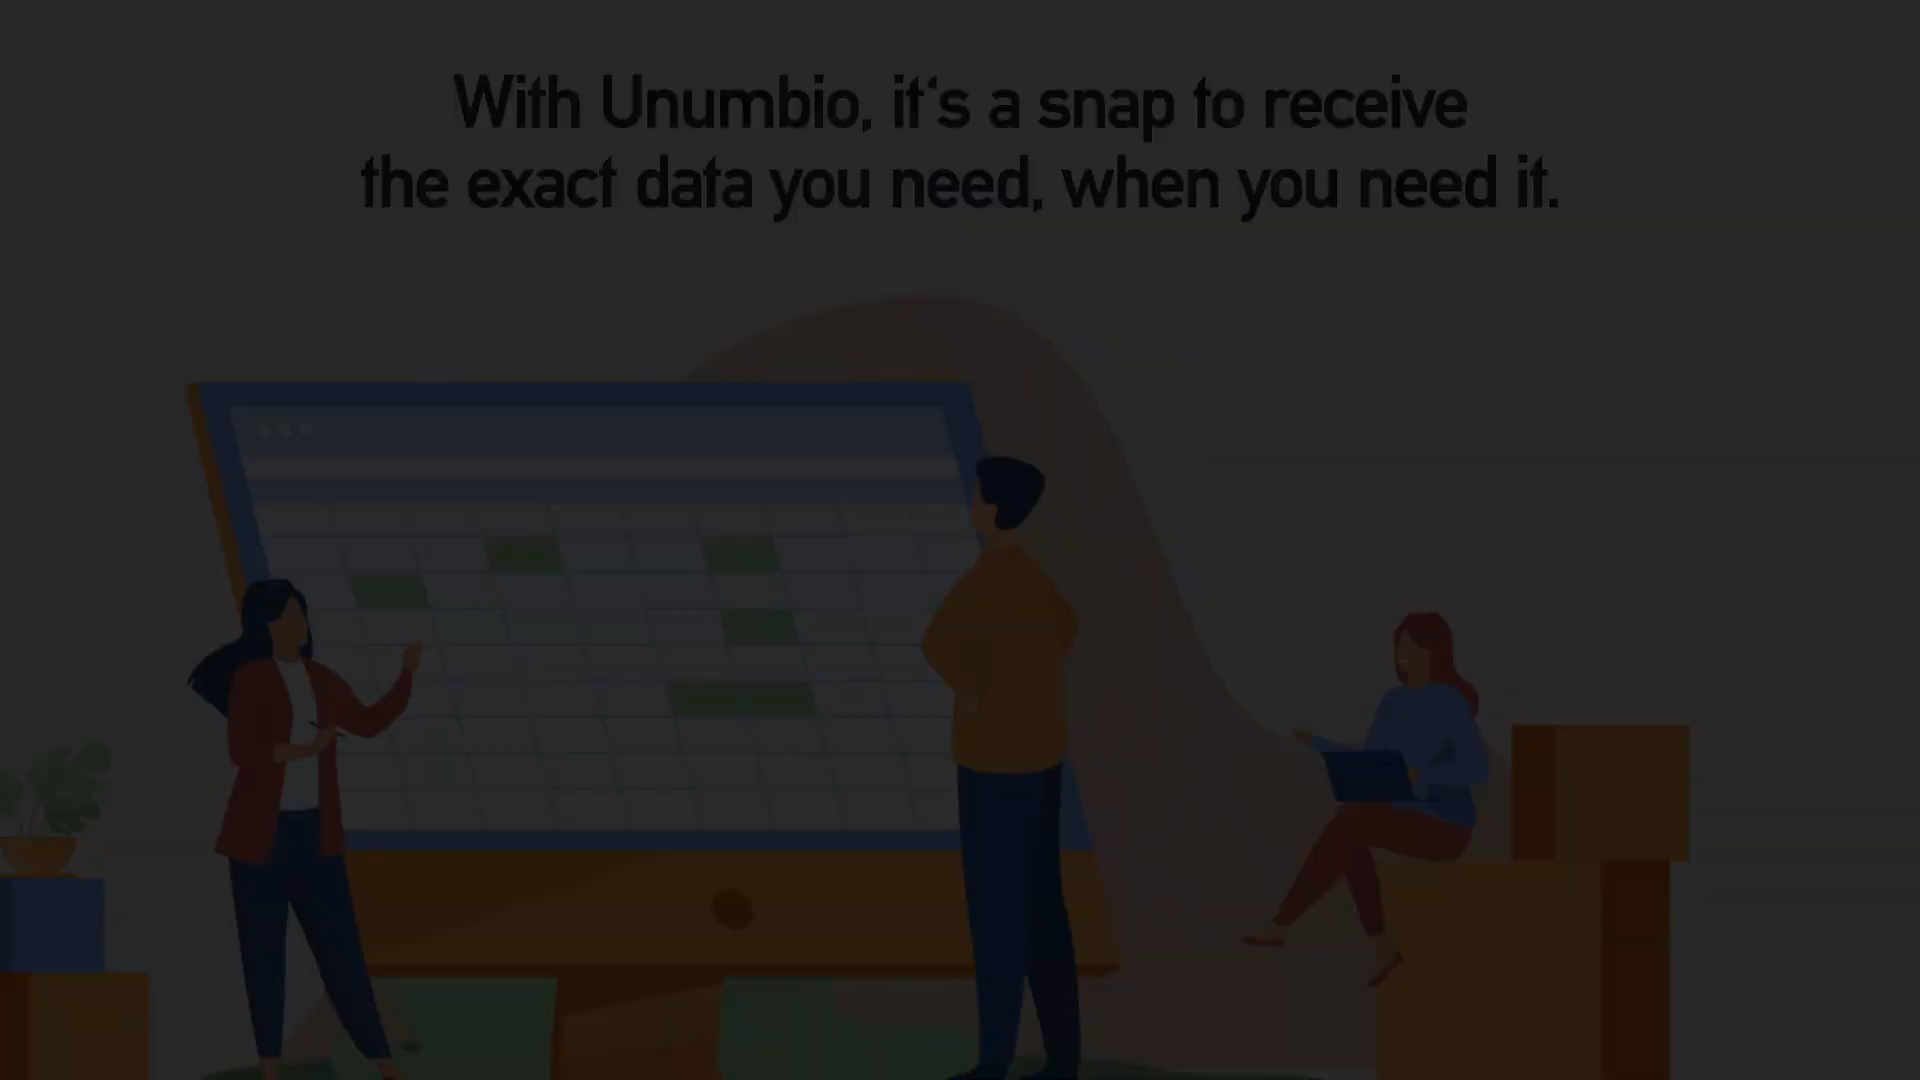 With Unumbio, it's a snap to receive
the exact data you need, when you need it.